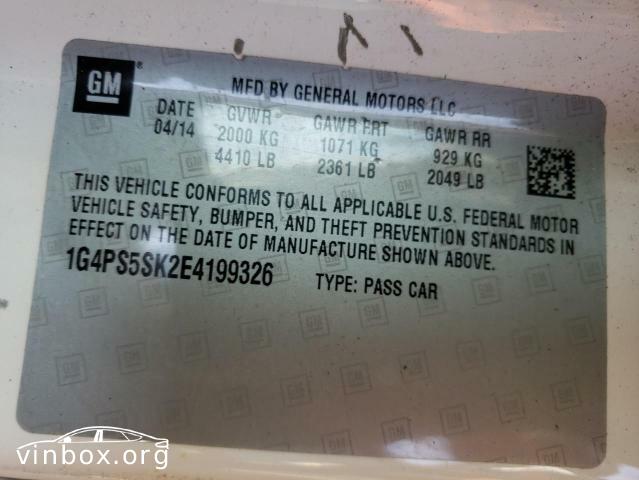 GM
MFD BY GENERAL MOTORS LLC
DATE GVWR GAWR FRT GAWR RR
04/14 2000 KG 1071 KG 929 KG
4410 LB 2361 LB 2049 LB
THIS VEHICLE CONFORMS TO ALL APPLICABLE U.S. FEDERAL MOTOR
VEHICLE SAFETY, BUMPER, AND THEFT PREVENTION STANDARDS IN
EFFECT ON THE DATE OF MANUFACTURE SHOWN ABOVE.
1G4PS5SK2E4199326 TYPE: PASS CAR
vinbox.org